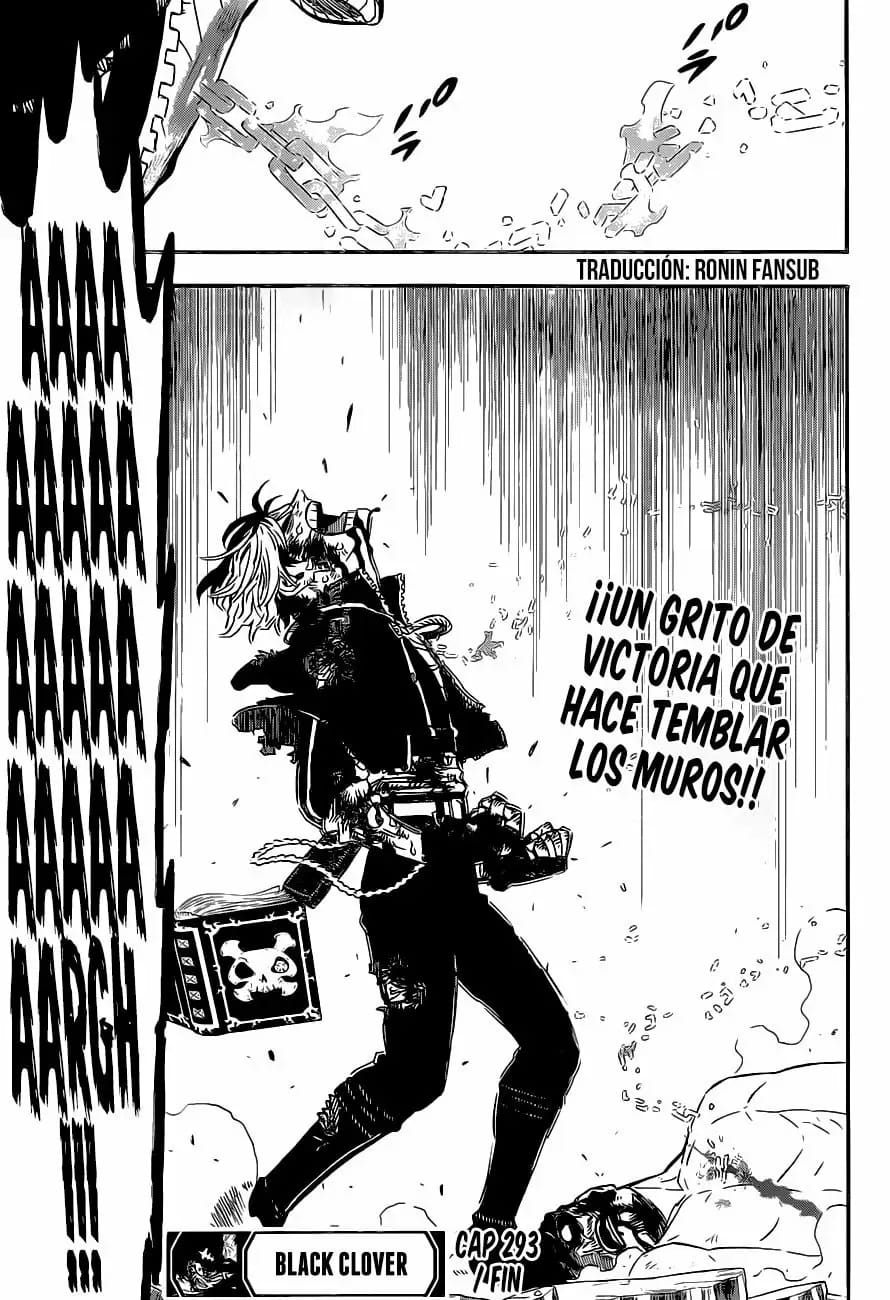 TRADUCCIÓN: RONIN FANSUB
AAAA
AAAAA
AAAAA
AAAAA
AARGH
!!!
¡¡UN GRITO DE
VICTORIA QUE
HACE TEMBLAR
LOS MUROS!!
BLACK CLOVER
CAP 293
/ FIN